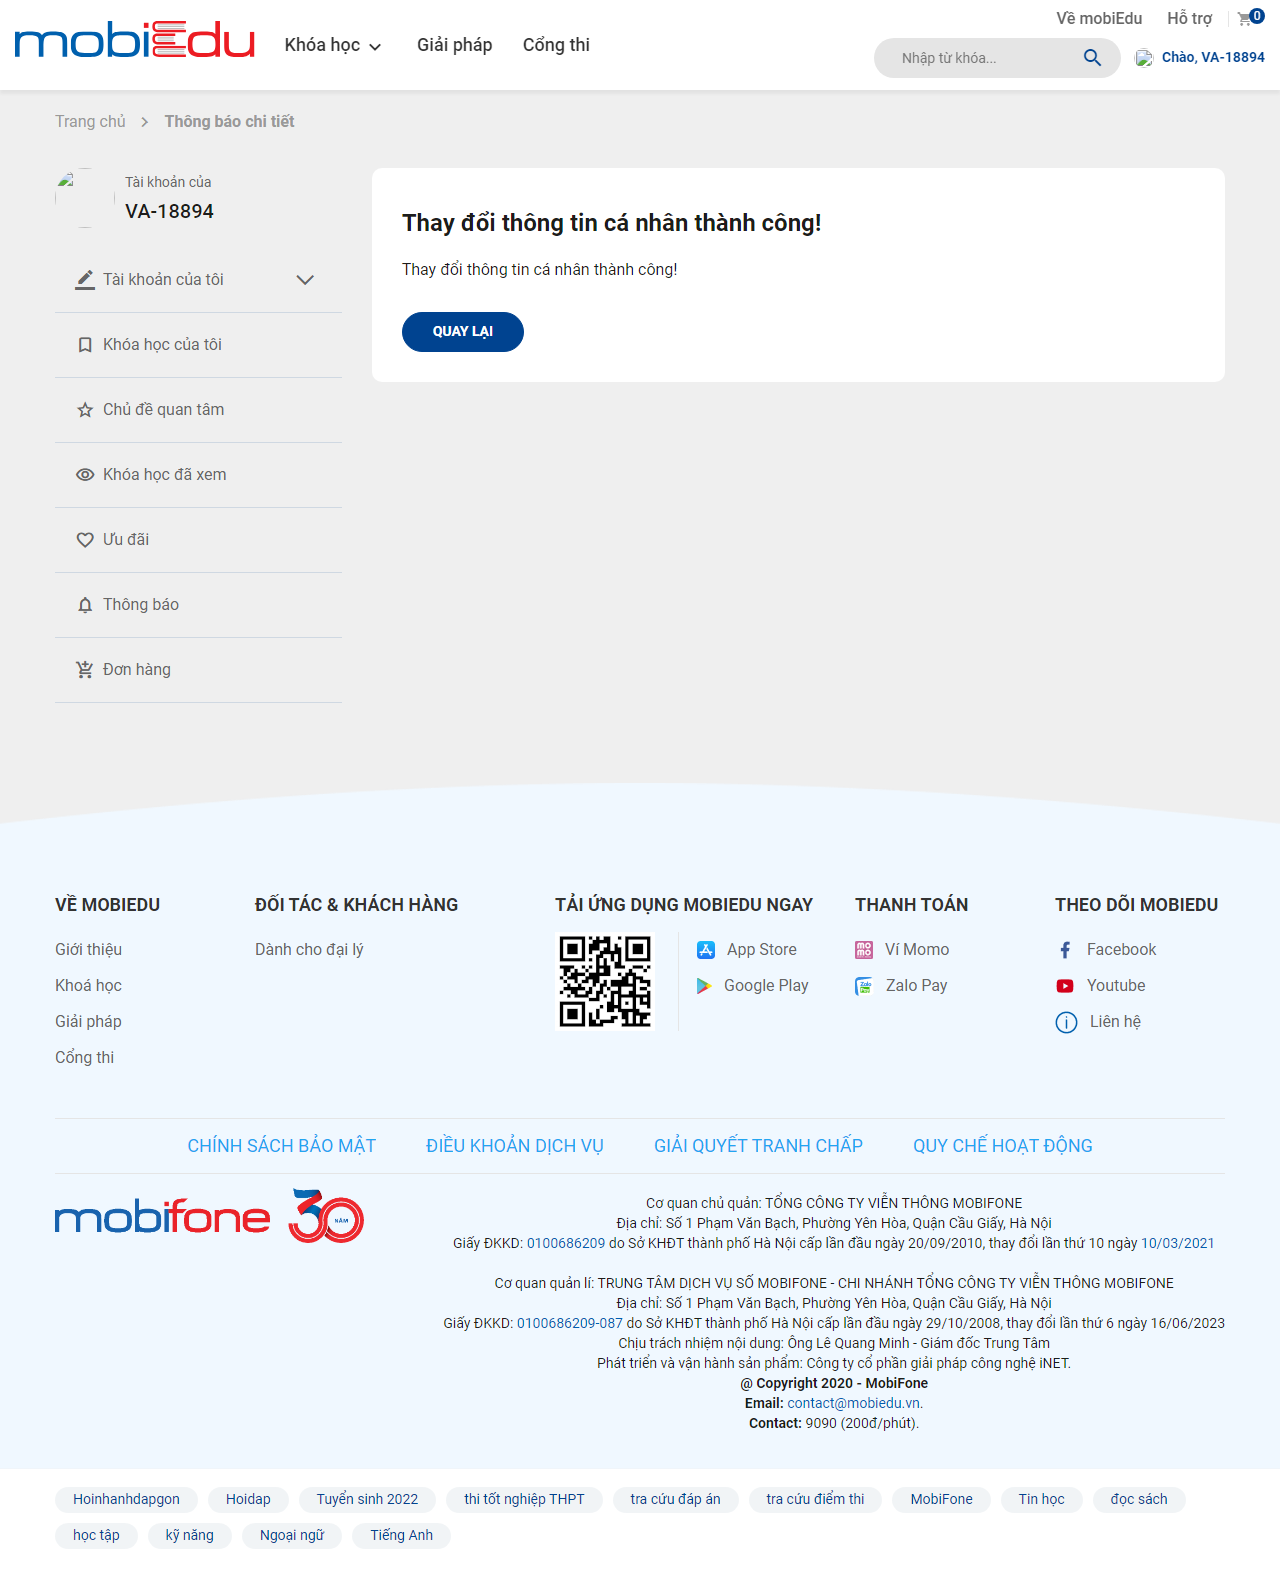 mobiEdu
Khóa học
Giải pháp
Cổng thi
Về mobiEdu
Hỗ trợ
0
Nhập từ khóa...
Chào, VA-18894
Trang chủ
Thông báo chi tiết
Tài khoản của
VA-18894
Tài khoản của tôi
Khóa học của tôi
Chủ đề quan tâm
Khóa học đã xem
Ưu đãi
Thông báo
Đơn hàng
Thay đổi thông tin cá nhân thành công!
Thay đổi thông tin cá nhân thành công!
QUAY LẠI
VỀ MOBIEDU
Giới thiệu
Khoá học
Giải pháp
Cổng thi
ĐỐI TÁC & KHÁCH HÀNG
Dành cho đại lý
TẢI ỨNG DỤNG MOBIEDU NGAY
App Store
Google Play
THANH TOÁN
Ví Momo
Zalo Pay
THEO DÕI MOBIEDU
Facebook
Youtube
Liên hệ
CHÍNH SÁCH BẢO MẬT
ĐIỀU KHOẢN DỊCH VỤ
GIẢI QUYẾT TRANH CHẤP
QUY CHẾ HOẠT ĐỘNG
mobifone 30 NĂM
Cơ quan chủ quản: TỔNG CÔNG TY VIỄN THÔNG MOBIFONE
Địa chỉ: Số 1 Phạm Văn Bạch, Phường Yên Hòa, Quận Cầu Giấy, Hà Nội
Giấy ĐKKD: 0100686209 do Sở KHĐT thành phố Hà Nội cấp lần đầu ngày 20/09/2010, thay đổi lần thứ 10 ngày 10/03/2021
Cơ quan quản lí: TRUNG TÂM DỊCH VỤ SỐ MOBIFONE - CHI NHÁNH TỔNG CÔNG TY VIỄN THÔNG MOBIFONE
Địa chỉ: Số 1 Phạm Văn Bạch, Phường Yên Hòa, Quận Cầu Giấy, Hà Nội
Giấy ĐKKD: 0100686209-087 do Sở KHĐT thành phố Hà Nội cấp lần đầu ngày 29/10/2008, thay đổi lần thứ 6 ngày 16/06/2023
Chịu trách nhiệm nội dung: Ông Lê Quang Minh - Giám đốc Trung Tâm
Phát triển và vận hành sản phẩm: Công ty cổ phần giải pháp công nghệ iNET.
@ Copyright 2020 - MobiFone
Email: contact@mobiedu.vn.
Contact: 9090 (200đ/phút).
Hoinhanhdapgon
Hoidap
Tuyển sinh 2022
thi tốt nghiệp THPT
tra cứu đáp án
tra cứu điểm thi
MobiFone
Tin học
đọc sách
học tập
kỹ năng
Ngoại ngữ
Tiếng Anh